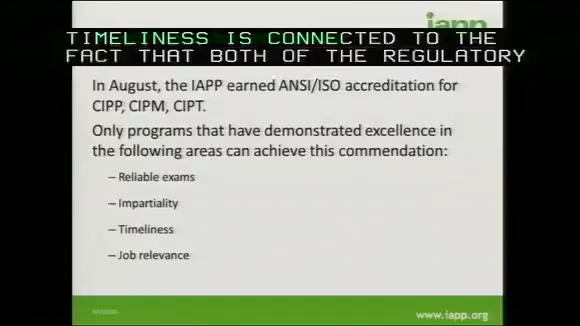 iapp
TIMELINESS IS CONNECTED TO THE
FACT THAT BOTH OF THE REGULATORY
In August, the IAPP earned ANSI/ISO accreditation for
CIPP, CIPM, CIPT.
Only programs that have demonstrated excellence in
the following areas can achieve this commendation:
– Reliable exams
– Impartiality
– Timeliness
– Job relevance
www.iapp.org